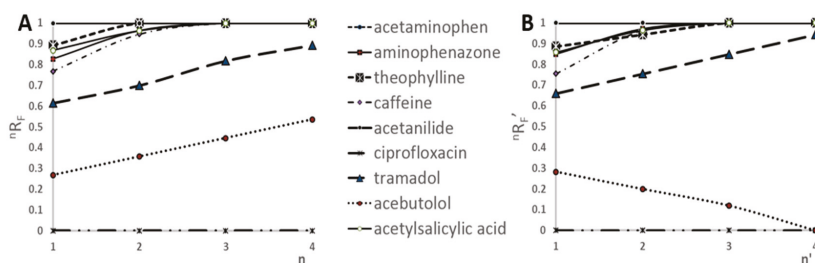 A
1
0.9
0.8
0.7
0.6
0.5
0.4
0.3
0.2
0.1
0
nRF
1 2 3 4
n
acetaminophen
aminophenazone
theophylline
caffeine
acetanilide
ciprofloxacin
tramadol
acebutolol
acetylsalicylic acid
B
1
0.9
0.8
0.7
0.6
0.5
0.4
0.3
0.2
0.1
0
nRF'
1 2 3 4
n'